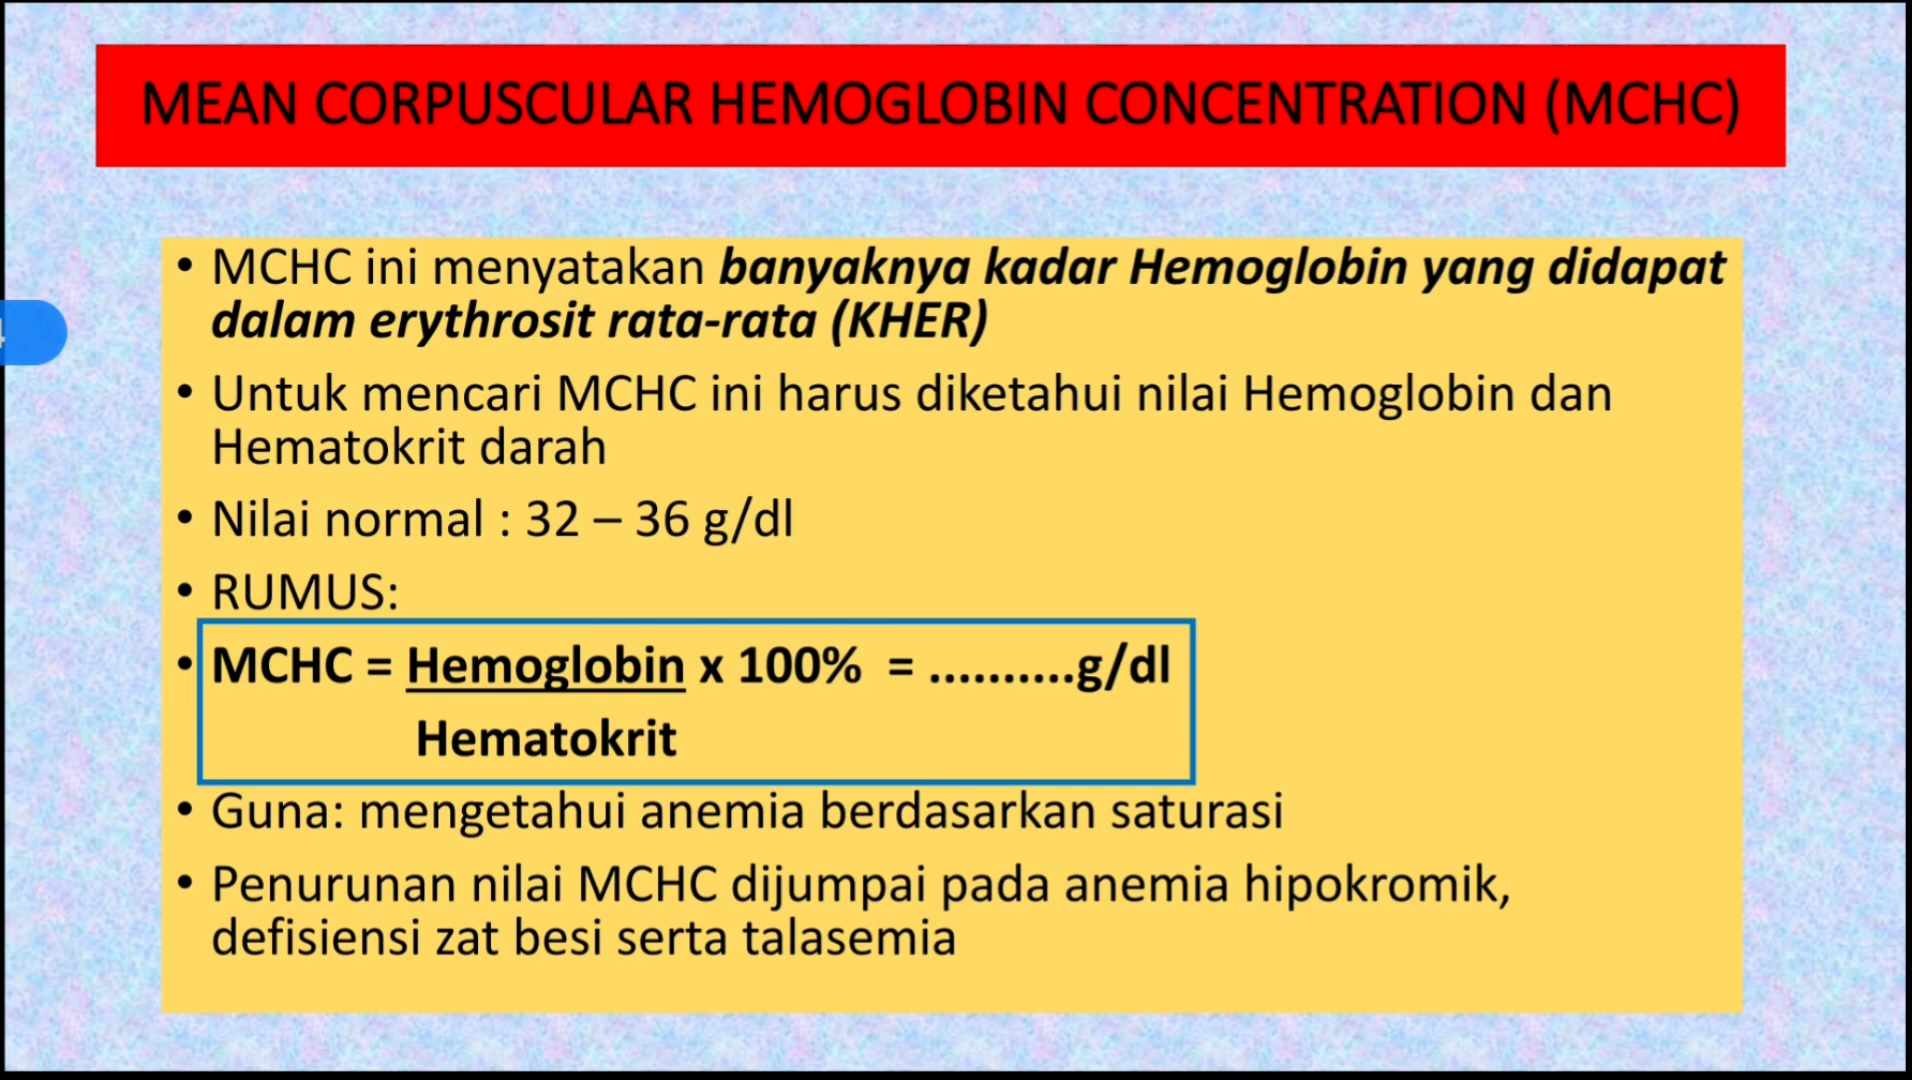 MEAN CORPUSCULAR HEMOGLOBIN CONCENTRATION (MCHC)
• MCHC ini menyatakan banyaknya kadar Hemoglobin yang didapat
dalam erythrosit rata-rata (KHER)
• Untuk mencari MCHC ini harus diketahui nilai Hemoglobin dan
Hematokrit darah
• Nilai normal : 32 – 36 g/dl
• RUMUS:
• MCHC = Hemoglobin x 100% = ..........g/dl
Hematokrit
• Guna: mengetahui anemia berdasarkan saturasi
• Penurunan nilai MCHC dijumpai pada anemia hipokromik,
defisiensi zat besi serta talasemia